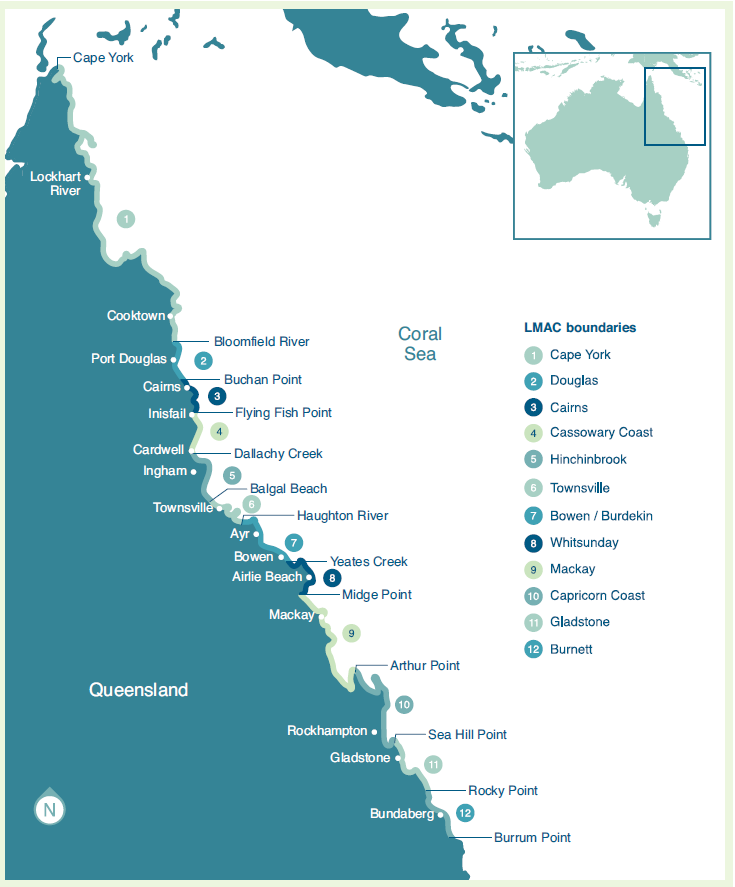 Cape York
Lockhart
River
1
Cooktown
Bloomfield River
Port Douglas
2
Buchan Point
Cairns
3
Inisfail
Flying Fish Point
4
Cardwell
Dallachy Creek
Ingham
5
Balgal Beach
Townsville
6
Haughton River
Ayr
7
Bowen
Yeates Creek
Airlie Beach
8
Midge Point
Mackay
9
Arthur Point
Queensland
10
Rockhampton
Sea Hill Point
Gladstone
11
Rocky Point
Bundaberg
12
Burrum Point
N
Coral
Sea
LMAC boundaries
1 Cape York
2 Douglas
3 Cairns
4 Cassowary Coast
5 Hinchinbrook
6 Townsville
7 Bowen / Burdekin
8 Whitsunday
9 Mackay
10 Capricorn Coast
11 Gladstone
12 Burnett